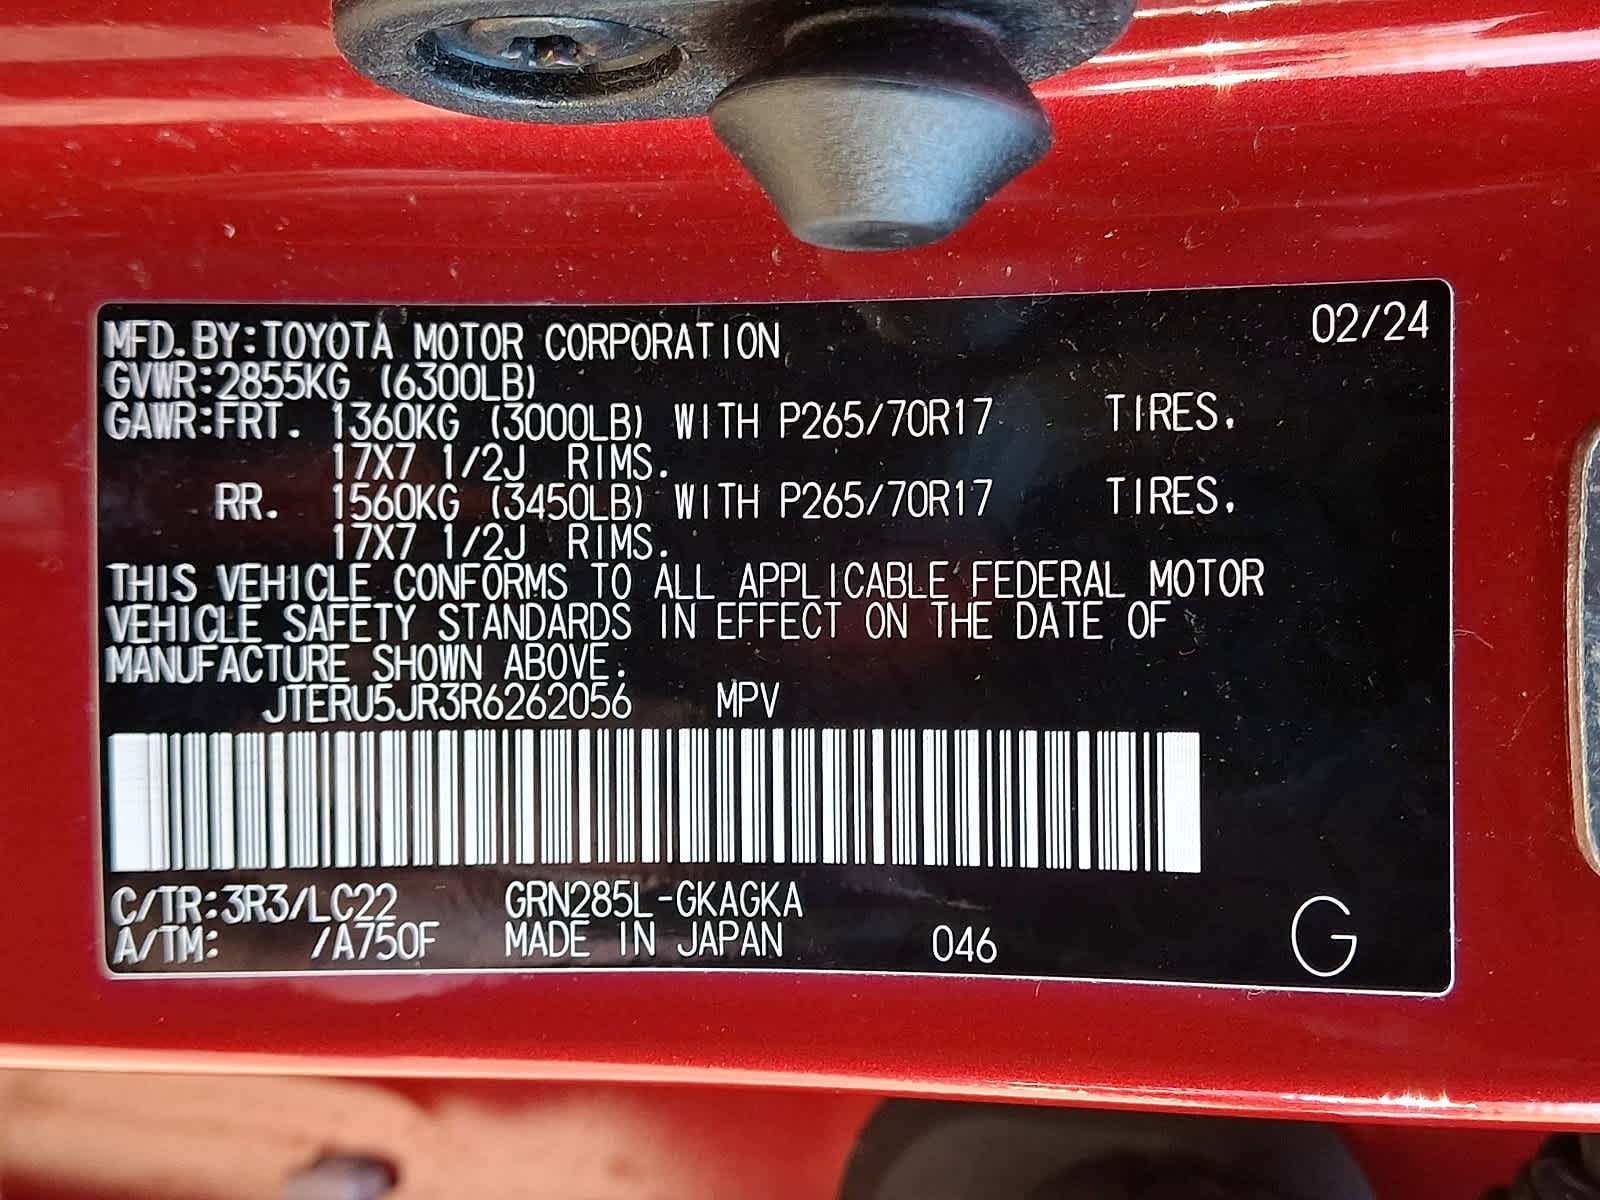 02/24
MFD.BY:TOYOTA MOTOR CORPORATION
GVWR:2855KG (6300LB)
GAWR:FRT. 1360KG (3000LB) WITH P265/70R17 TIRES.
17X7 1/2J RIMS.
RR. 1560KG (3450LB) WITH P265/70R17 TIRES.
17X7 1/2J RIMS.
THIS VEHICLE CONFORMS TO ALL APPLICABLE FEDERAL MOTOR
VEHICLE SAFETY STANDARDS IN EFFECT ON THE DATE OF
MANUFACTURE SHOWN ABOVE.
JTERU5JR3R6262056 MPV
C/TR:3R3/LC22 GRN285L-GKAGKA
A/TM: /A750F MADE IN JAPAN 046 G